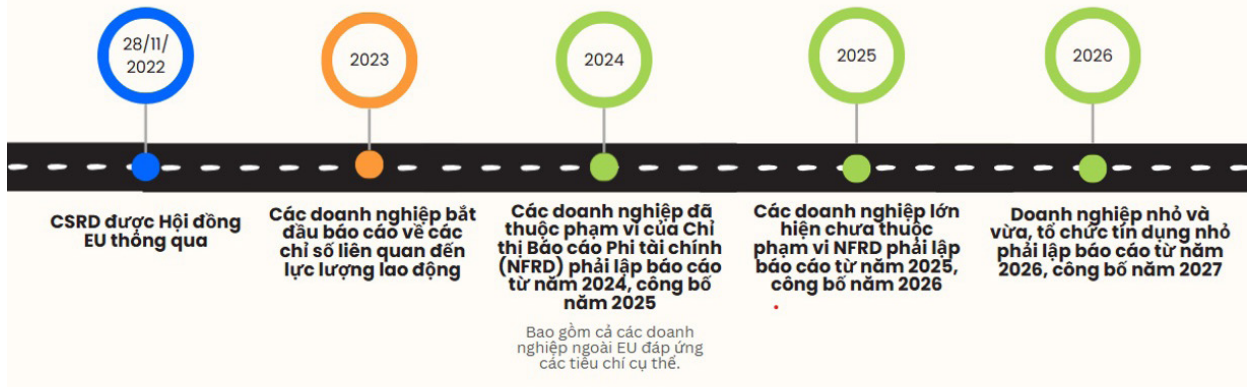 28/11/
2022
CSRD được Hội đồng
EU thông qua
2023
Các doanh nghiệp bắt
đầu báo cáo về các
chỉ số liên quan đến
lực lượng lao động
2024
Các doanh nghiệp đã
thuộc phạm vi của Chỉ
thị Báo cáo Phi tài chính
(NFRD) phải lập báo cáo
từ năm 2024, công bố
năm 2025
Bao gồm cả các doanh
nghiệp ngoài EU đáp ứng
các tiêu chí cụ thể.
2025
Các doanh nghiệp lớn
hiện chưa thuộc
phạm vi NFRD phải lập
báo cáo từ năm 2025,
công bố năm 2026
2026
Doanh nghiệp nhỏ và
vừa, tổ chức tín dụng nhỏ
phải lập báo cáo từ năm
2026, công bố năm 2027